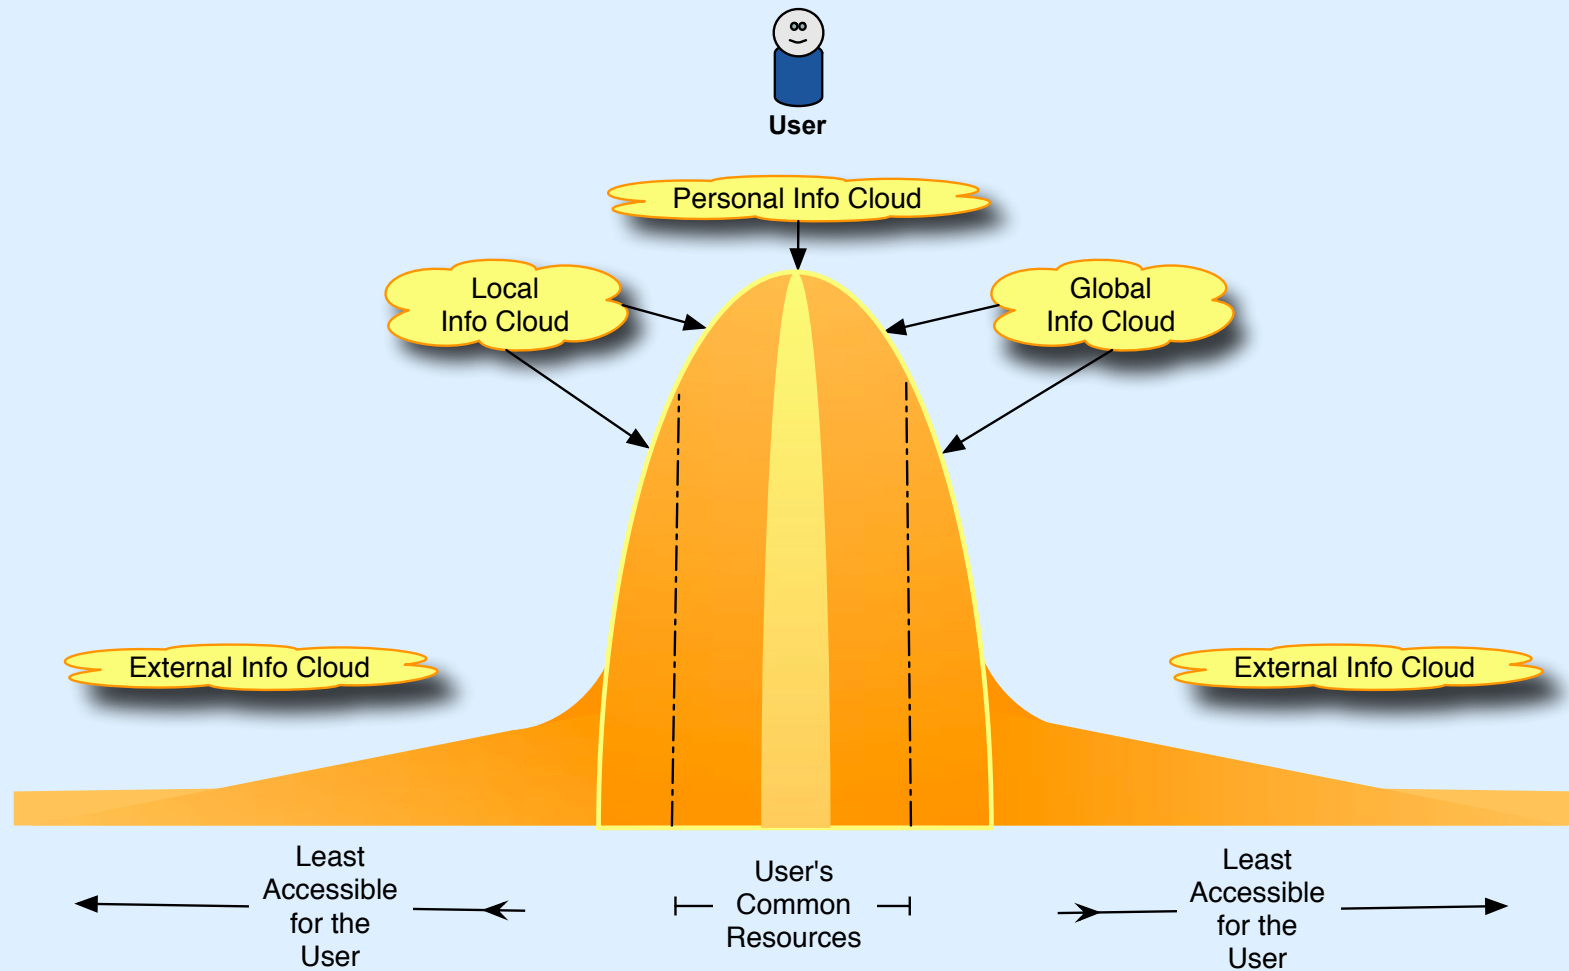 User
Personal Info Cloud
Local
Info Cloud
Global
Info Cloud
External Info Cloud
External Info Cloud
Least
Accessible
for the
User
User's
Common
Resources
Least
Accessible
for the
User